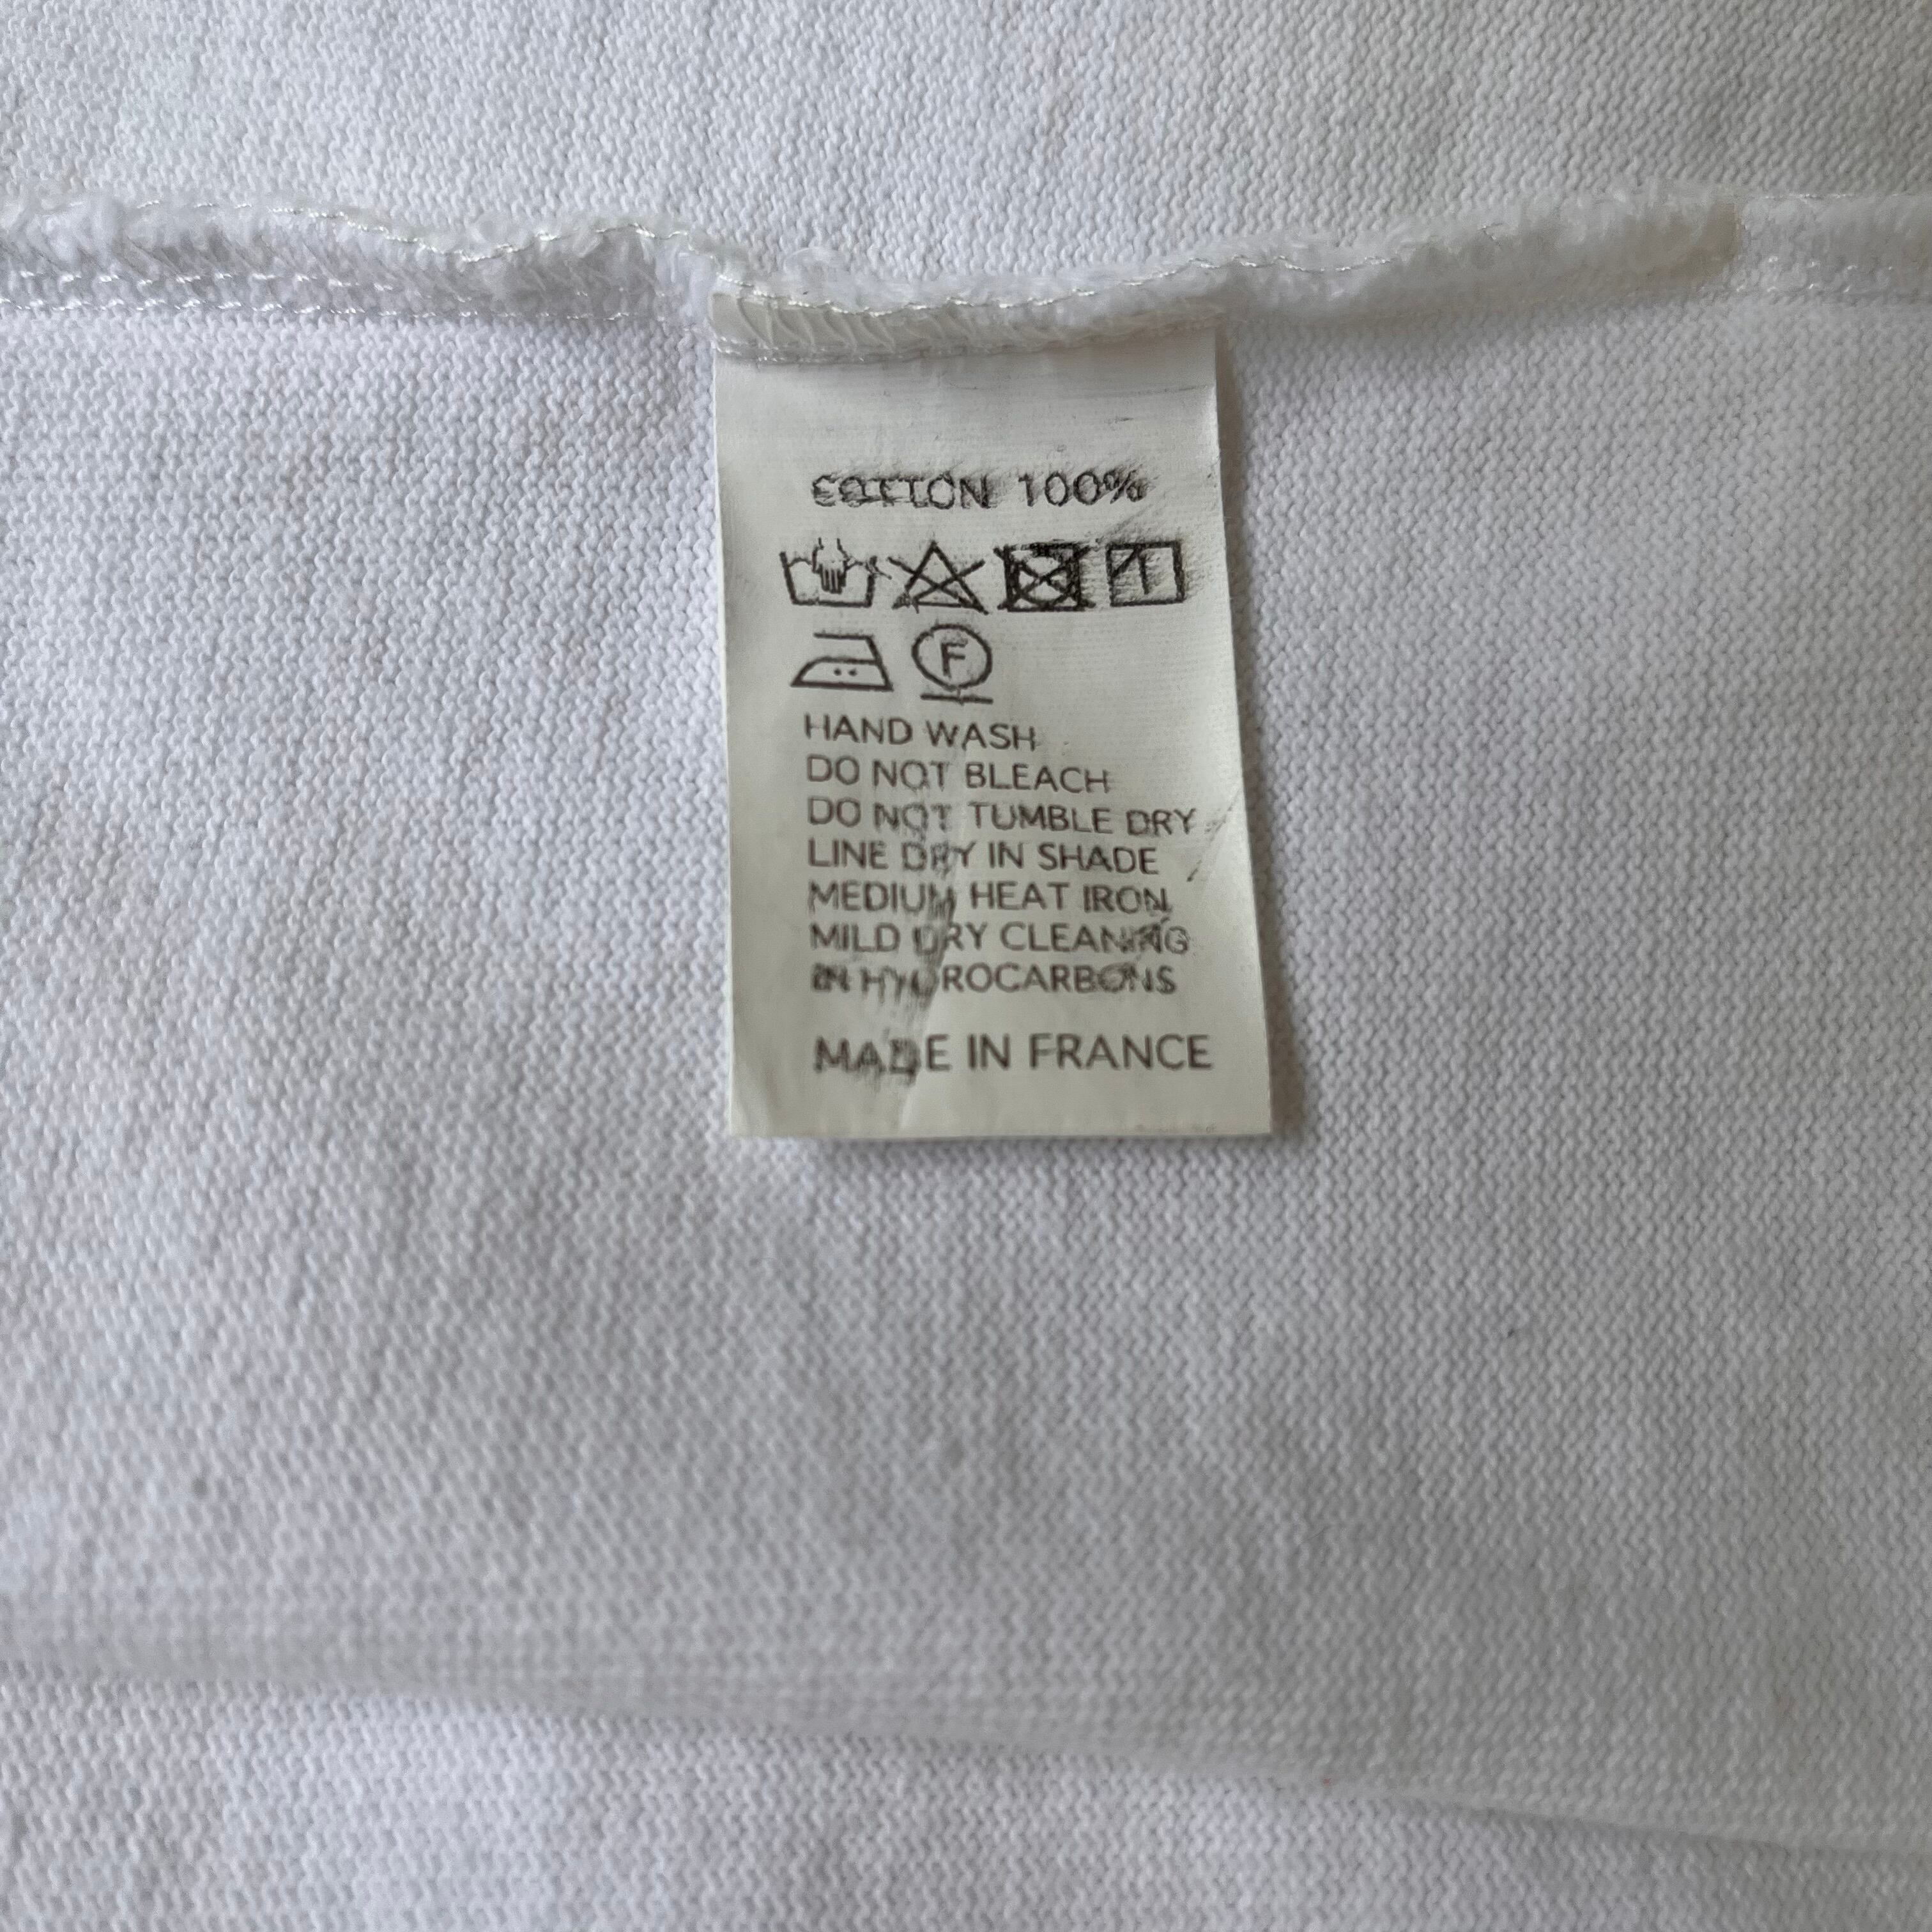 COTTON 100%
F
HAND WASH
DO NOT BLEACH
DO NOT TUMBLE DRY
LINE DRY IN SHADE
MEDIUM HEAT IRON
MILD DRY CLEANING
IN HYDROCARBONS
MADE IN FRANCE